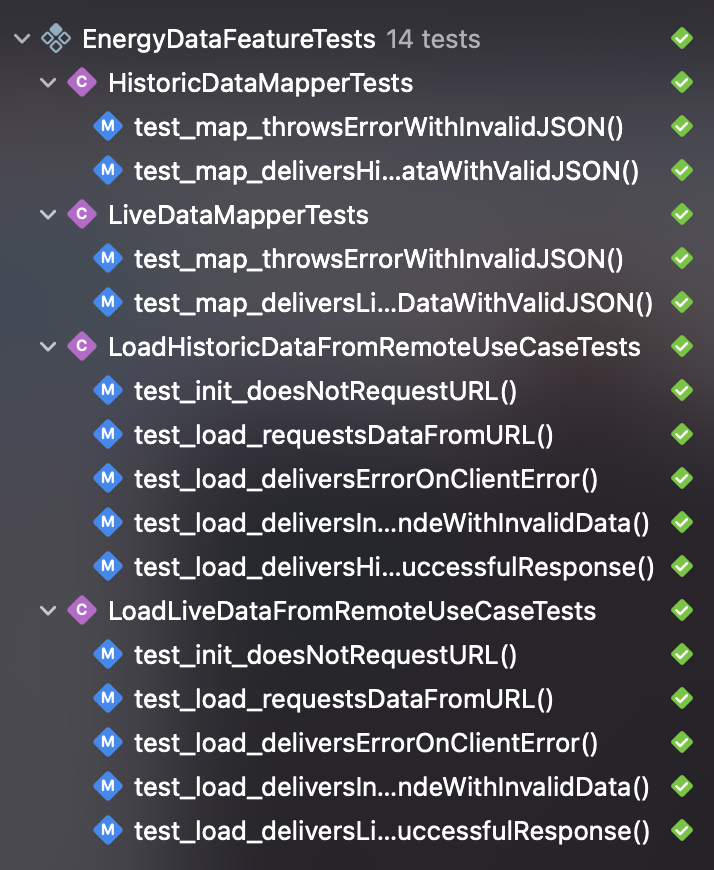 EnergyDataFeatureTests 14 tests
C HistoricDataMapperTests
M test_map_throwsErrorWithInvalidJSON()
M test_map_deliversHi...ataWithValidJSON()
C LiveDataMapperTests
M test_map_throwsErrorWithInvalidJSON()
M test_map_deliversLi...DataWithValidJSON()
C LoadHistoricDataFromRemoteUseCaseTests
M test_init_doesNotRequestURL()
M test_load_requestsDataFromURL()
M test_load_deliversErrorOnClientError()
M test_load_deliversIn...ndeWithInvalidData()
M test_load_deliversHi...uccessfulResponse()
C LoadLiveDataFromRemoteUseCaseTests
M test_init_doesNotRequestURL()
M test_load_requestsDataFromURL()
M test_load_deliversErrorOnClientError()
M test_load_deliversIn...ndeWithInvalidData()
M test_load_deliversLi...uccessfulResponse()